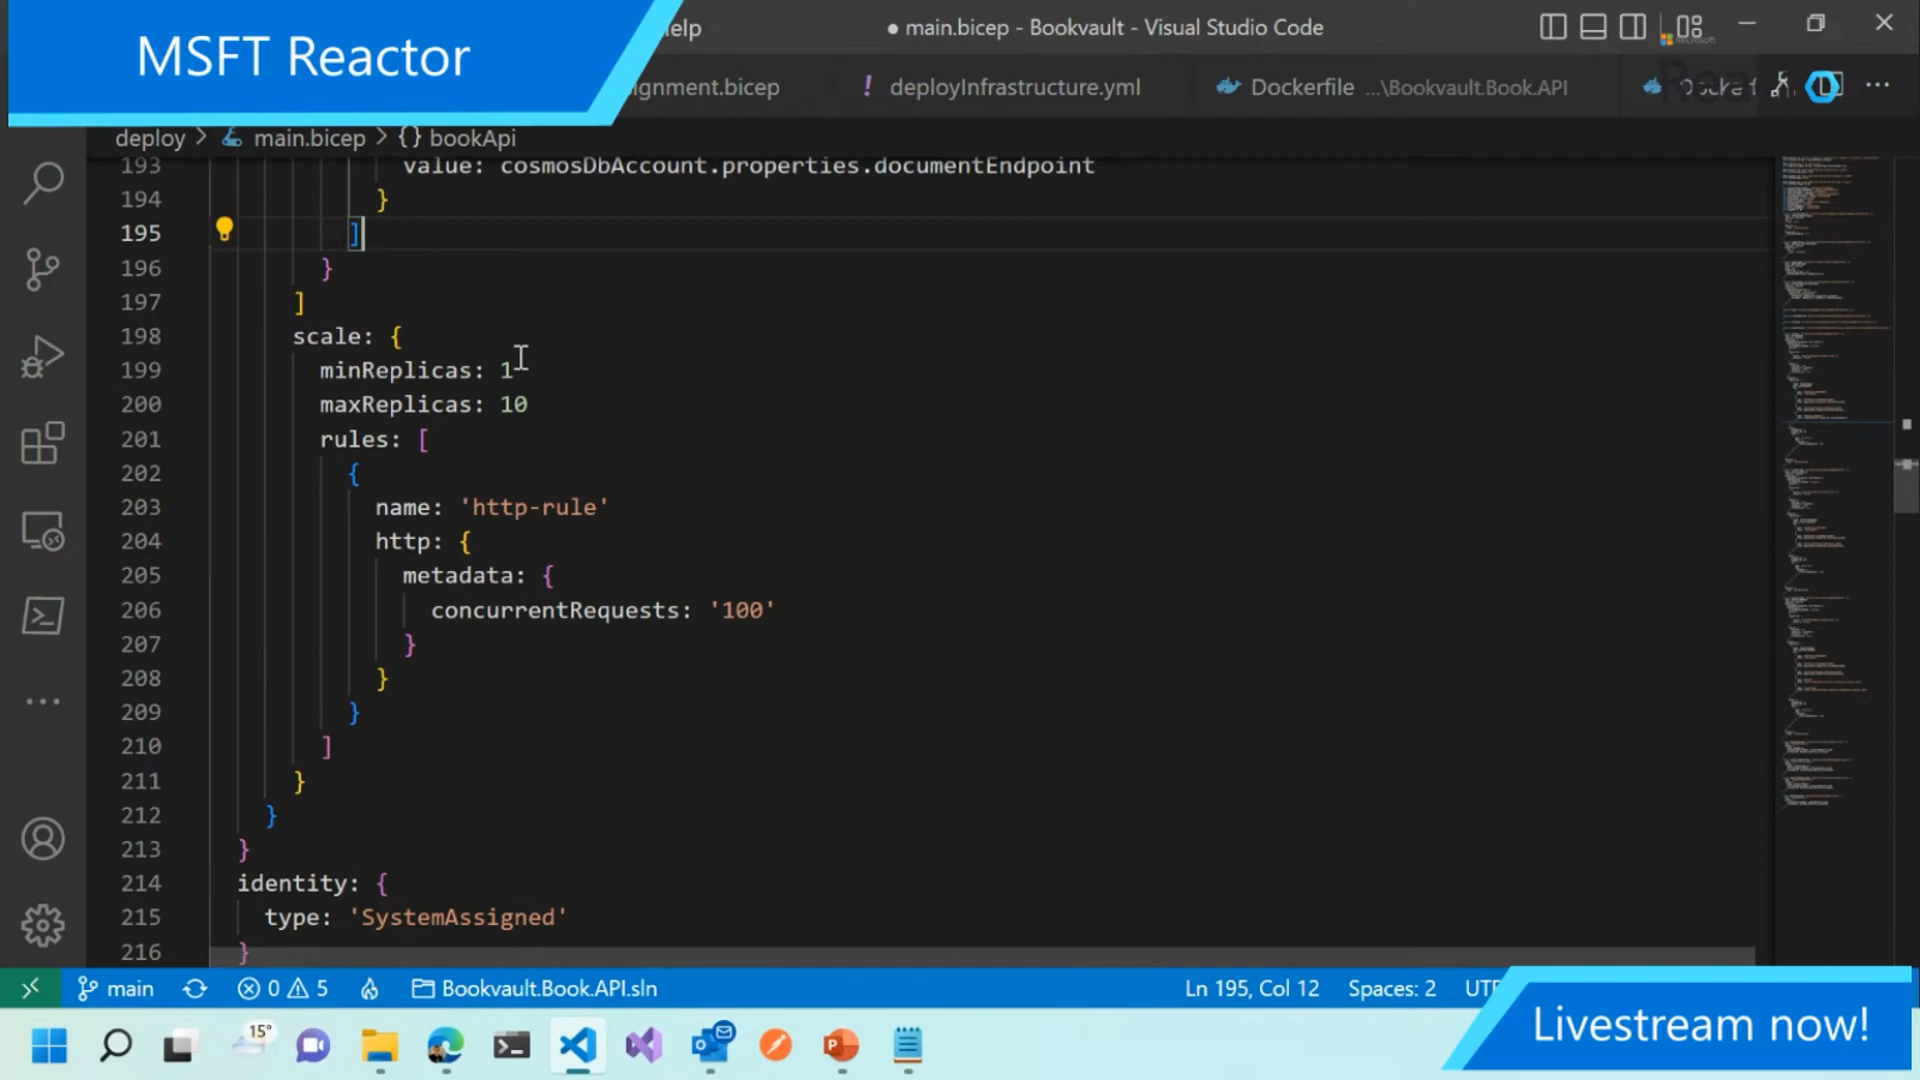 MSFT Reactor
elp
main.bicep - Bookvault - Visual Studio Code
Microsoft
ignment.bicep
! deployInfrastructure.yml
Dockerfile ...\Bookvault.Book.API
deploy > main.bicep > {} bookApi
193 value: cosmosDbAccount.properties.documentEndpoint
194 }
195 ]
196 }
197 ]
198 scale: {
199 minReplicas: 1
200 maxReplicas: 10
201 rules: [
202 {
203 name: 'http-rule'
204 http: {
205 metadata: {
206 concurrentRequests: '100'
207 }
208 }
209 }
210 ]
211 }
212 }
213 }
214 identity: {
215 type: 'SystemAssigned'
216 }
main 0 5 Bookvault.Book.API.sln Ln 195, Col 12 Spaces: 2 UTF
15°
Livestream now!